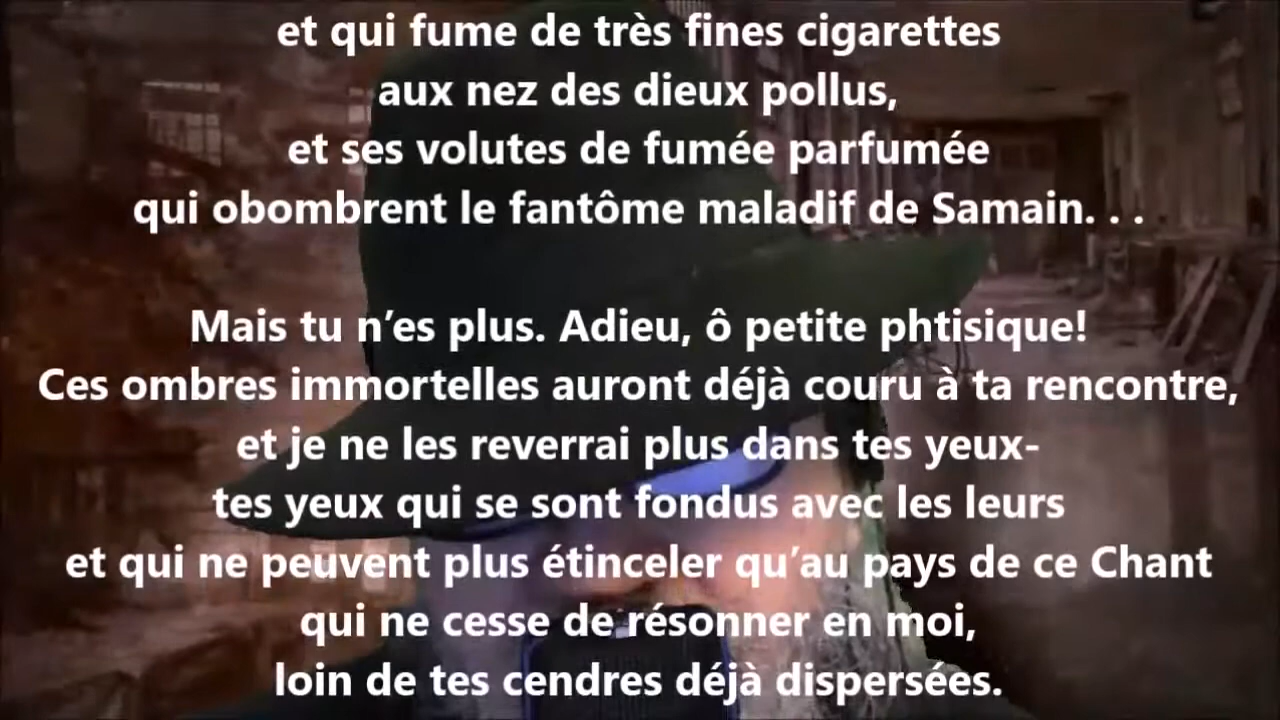 et qui fume de très fines cigarettes
aux nez des dieux pollus,
et ses volutes de fumée parfumée
qui obombrent le fantôme maladif de Samain. . .
Mais tu n’es plus. Adieu, ô petite phtisique!
Ces ombres immortelles auront déjà couru à ta rencontre,
et je ne les reverrai plus dans tes yeux-
tes yeux qui se sont fondus avec les leurs
et qui ne peuvent plus étinceler qu’au pays de ce Chant
qui ne cesse de résonner en moi,
loin de tes cendres déjà dispersées.